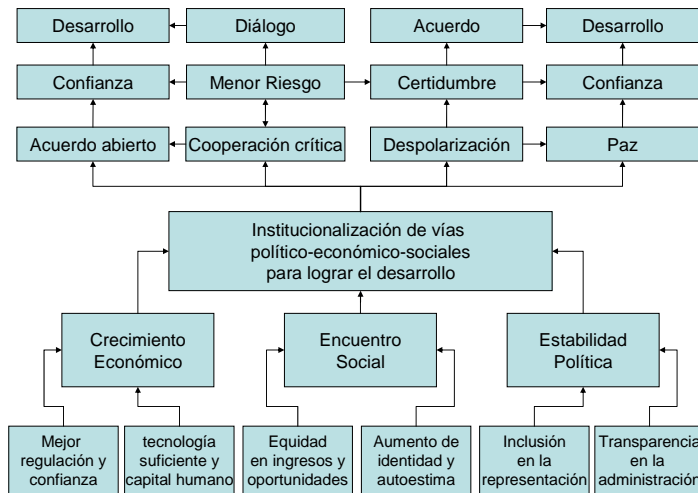 Desarrollo
Diálogo
Acuerdo
Desarrollo
Confianza
Menor Riesgo
Certidumbre
Confianza
Acuerdo abierto
Cooperación crítica
Despolarización
Paz
Institucionalización de vías
político-económico-sociales
para lograr el desarrollo
Crecimiento
Económico
Encuentro
Social
Estabilidad
Política
Mejor
regulación y
confianza
tecnología
suficiente y
capital humano
Equidad
en ingresos y
oportunidades
Aumento de
identidad y
autoestima
Inclusión
en la
representación
Transparencia
en la
administración